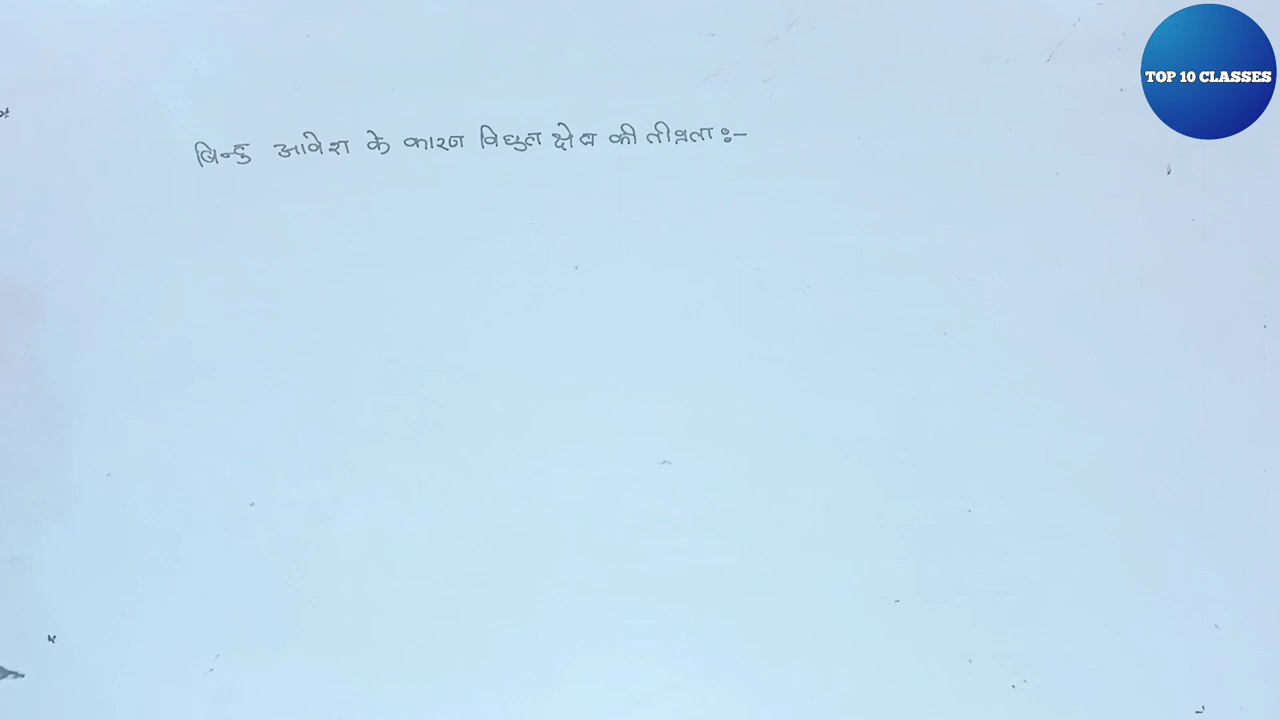 बिन्दु आवेश के कारण विद्युत क्षेत्र की तीव्रता :-
TOP 10 CLASSES